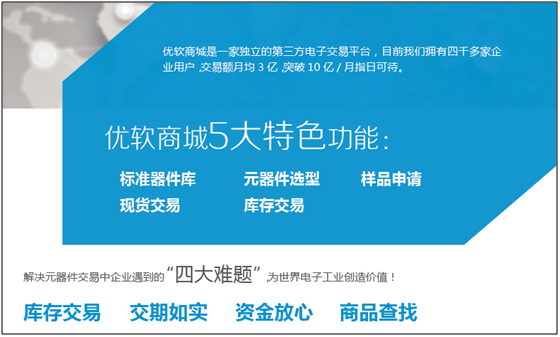 优软商城是一家独立的第三方电子交易平台，目前我们拥有四千多家企
业用户，交易额月均 3 亿，突破 10 亿 / 月指日可待。
优软商城5大特色功能：
标准器件库 元器件选型 样品申请
现货交易 库存交易
解决元器件交易中企业遇到的“四大难题”,为世界电子工业创造价值！
库存交易 交期如实 资金放心 商品查找